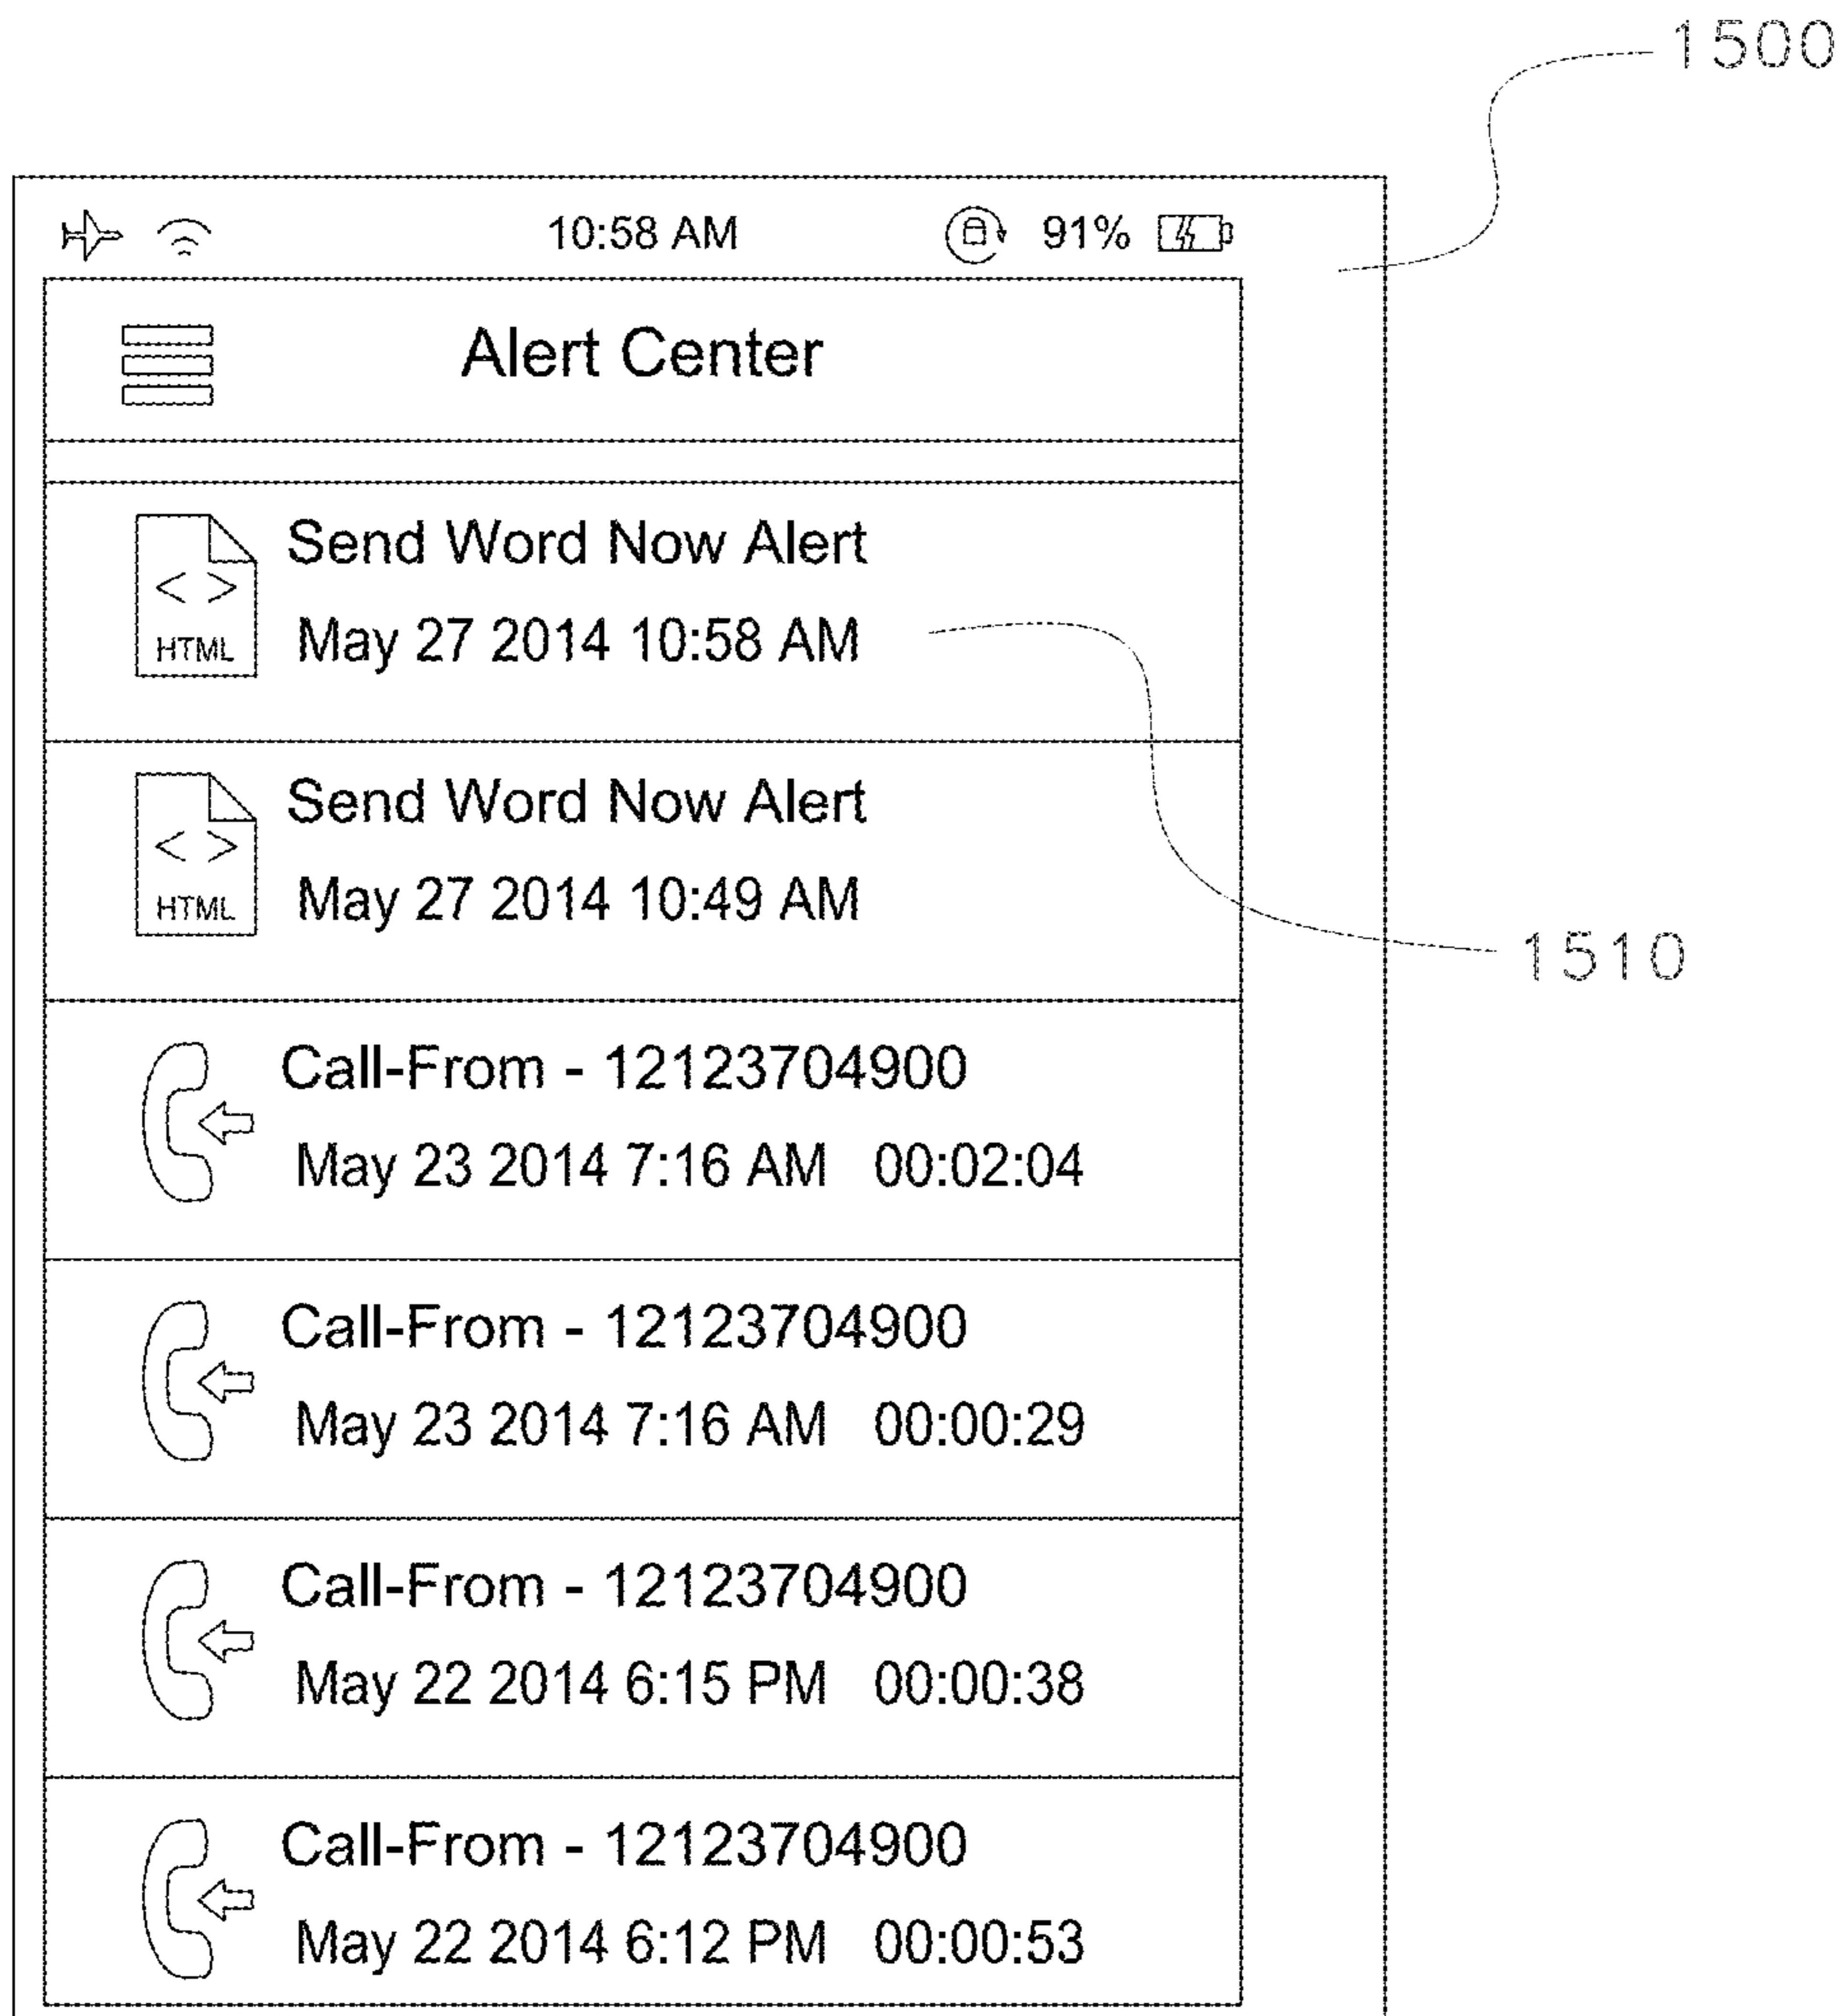 1500
10:58 AM 91%
Alert Center
Send Word Now Alert
<> HTML
May 27 2014 10:58 AM
Send Word Now Alert
<> HTML
May 27 2014 10:49 AM
1510
Call-From - 12123704900
May 23 2014 7:16 AM 00:02:04
Call-From - 12123704900
May 23 2014 7:16 AM 00:00:29
Call-From - 12123704900
May 22 2014 6:15 PM 00:00:38
Call-From - 12123704900
May 22 2014 6:12 PM 00:00:53